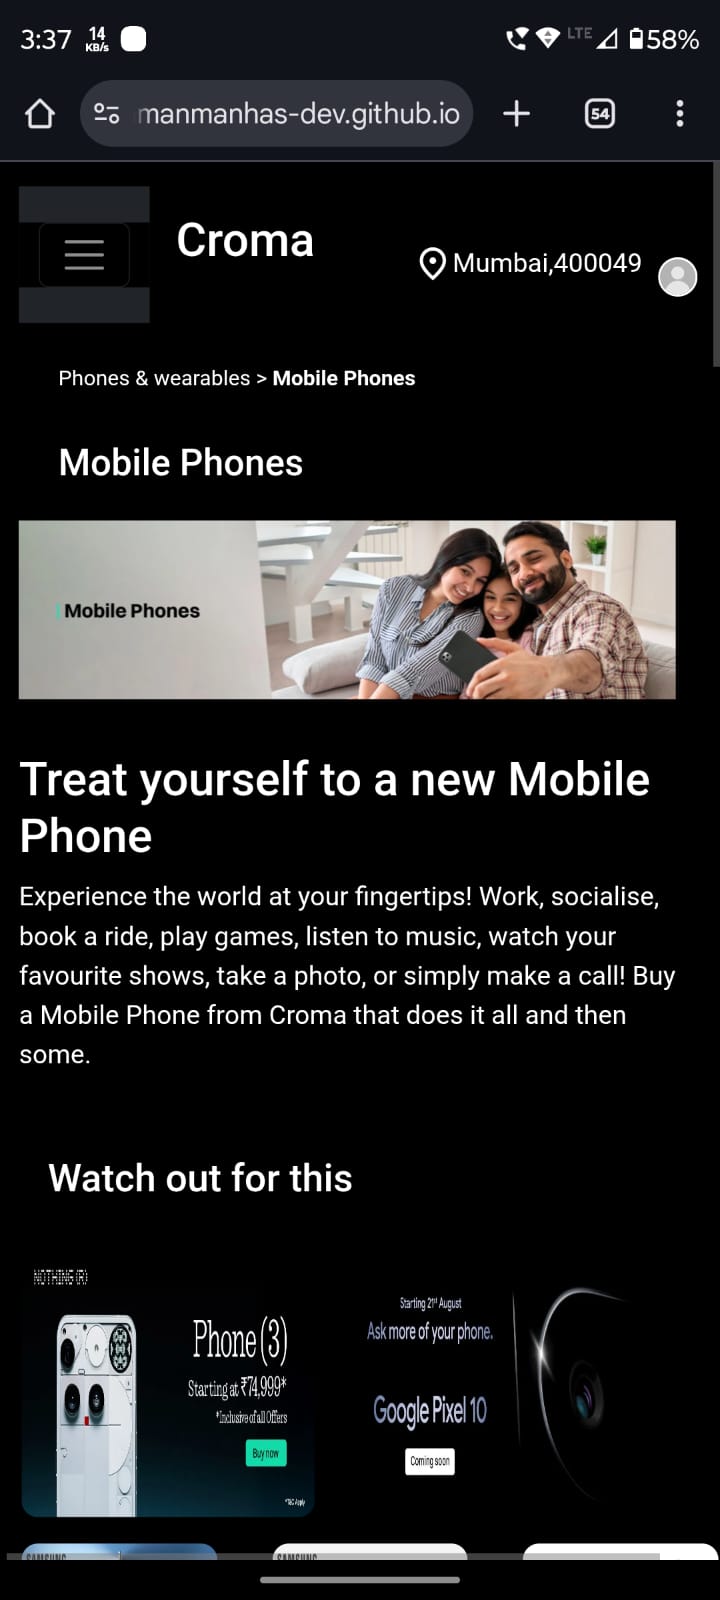 3:37 14 KB/s LTE 58%
manmanhas-dev.github.io 54
Croma
Mumbai,400049
Phones & wearables > Mobile Phones
Mobile Phones
Mobile Phones
Treat yourself to a new Mobile
Phone
Experience the world at your fingertips! Work, socialise,
book a ride, play games, listen to music, watch your
favourite shows, take a photo, or simply make a call! Buy
a Mobile Phone from Croma that does it all and then
some.
Watch out for this
NOTHING (R)
Phone (3)
Starting at ₹74,999*
*Inclusive of all Offers
Buy now
*T&C Apply
Starting 21st August
Ask more of your phone.
Google Pixel 10
Coming soon
SAMSUNG
SAMSUNG